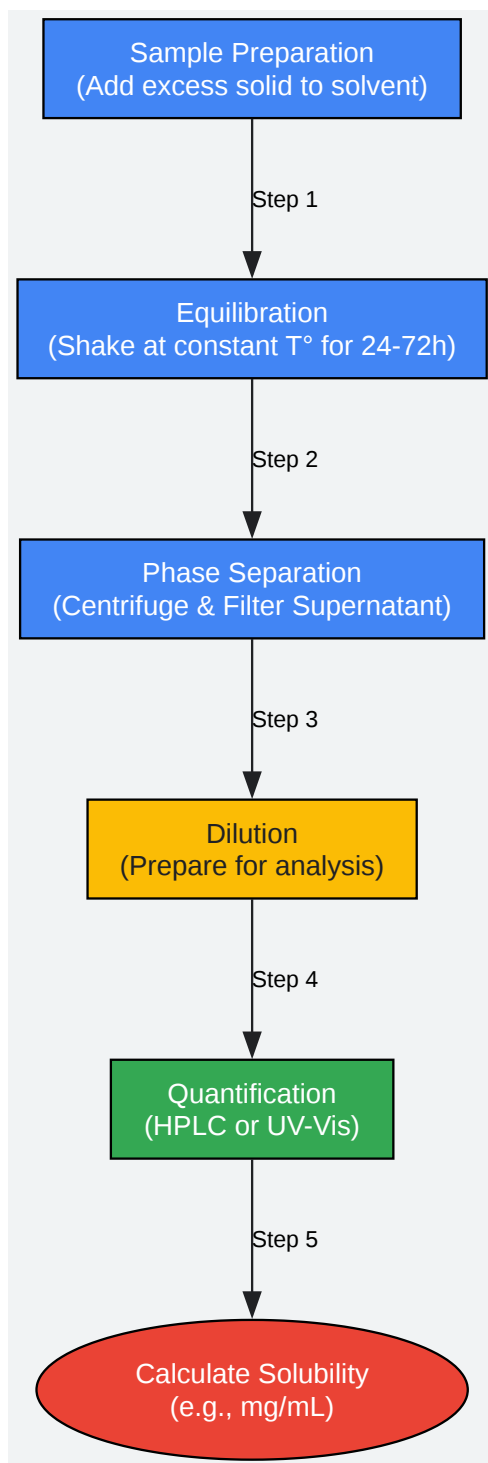 Sample Preparation
(Add excess solid to solvent)
Step 1
Equilibration
(Shake at constant T° for 24-72h)
Step 2
Phase Separation
(Centrifuge & Filter Supernatant)
Step 3
Dilution
(Prepare for analysis)
Step 4
Quantification
(HPLC or UV-Vis)
Step 5
Calculate Solubility
(e.g., mg/mL)